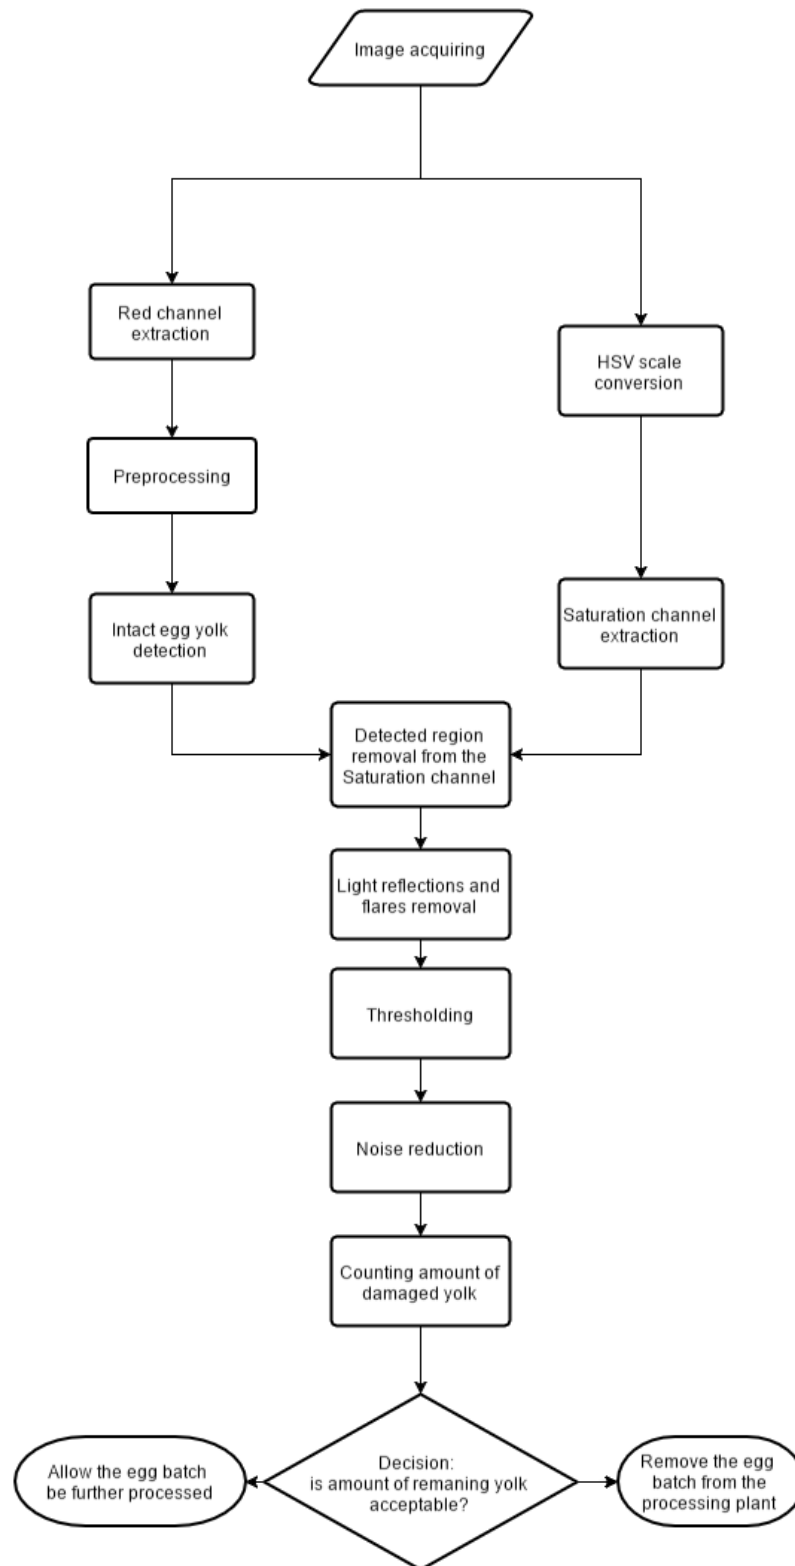 Image acquiring
Red channel
extraction
HSV scale
conversion
Preprocessing
Intact egg yolk
detection
Saturation channel
extraction
Detected region
removal from the
Saturation channel
Light reflections and
flares removal
Thresholding
Noise reduction
Counting amount of
damaged yolk
Allow the egg batch
be further processed
Decision:
is amount of remaning yolk
acceptable?
Remove the egg
batch from the
processing plant